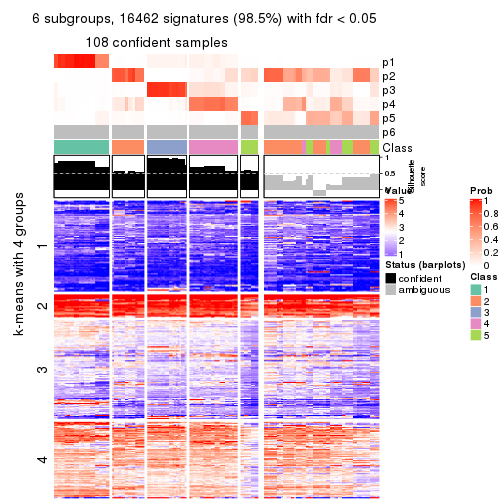 6 subgroups, 16462 signatures (98.5%) with fdr < 0.05
108 confident samples
p1
p2
p3
p4
p5
p6
Class
1
0.5
0
Silhouette
score
k-means with 4 groups
1
2
3
4
Value
5
4
3
2
1
Status (barplots)
confident
ambiguous
Prob
1
0.8
0.6
0.4
0.2
0
Class
1
2
3
4
5